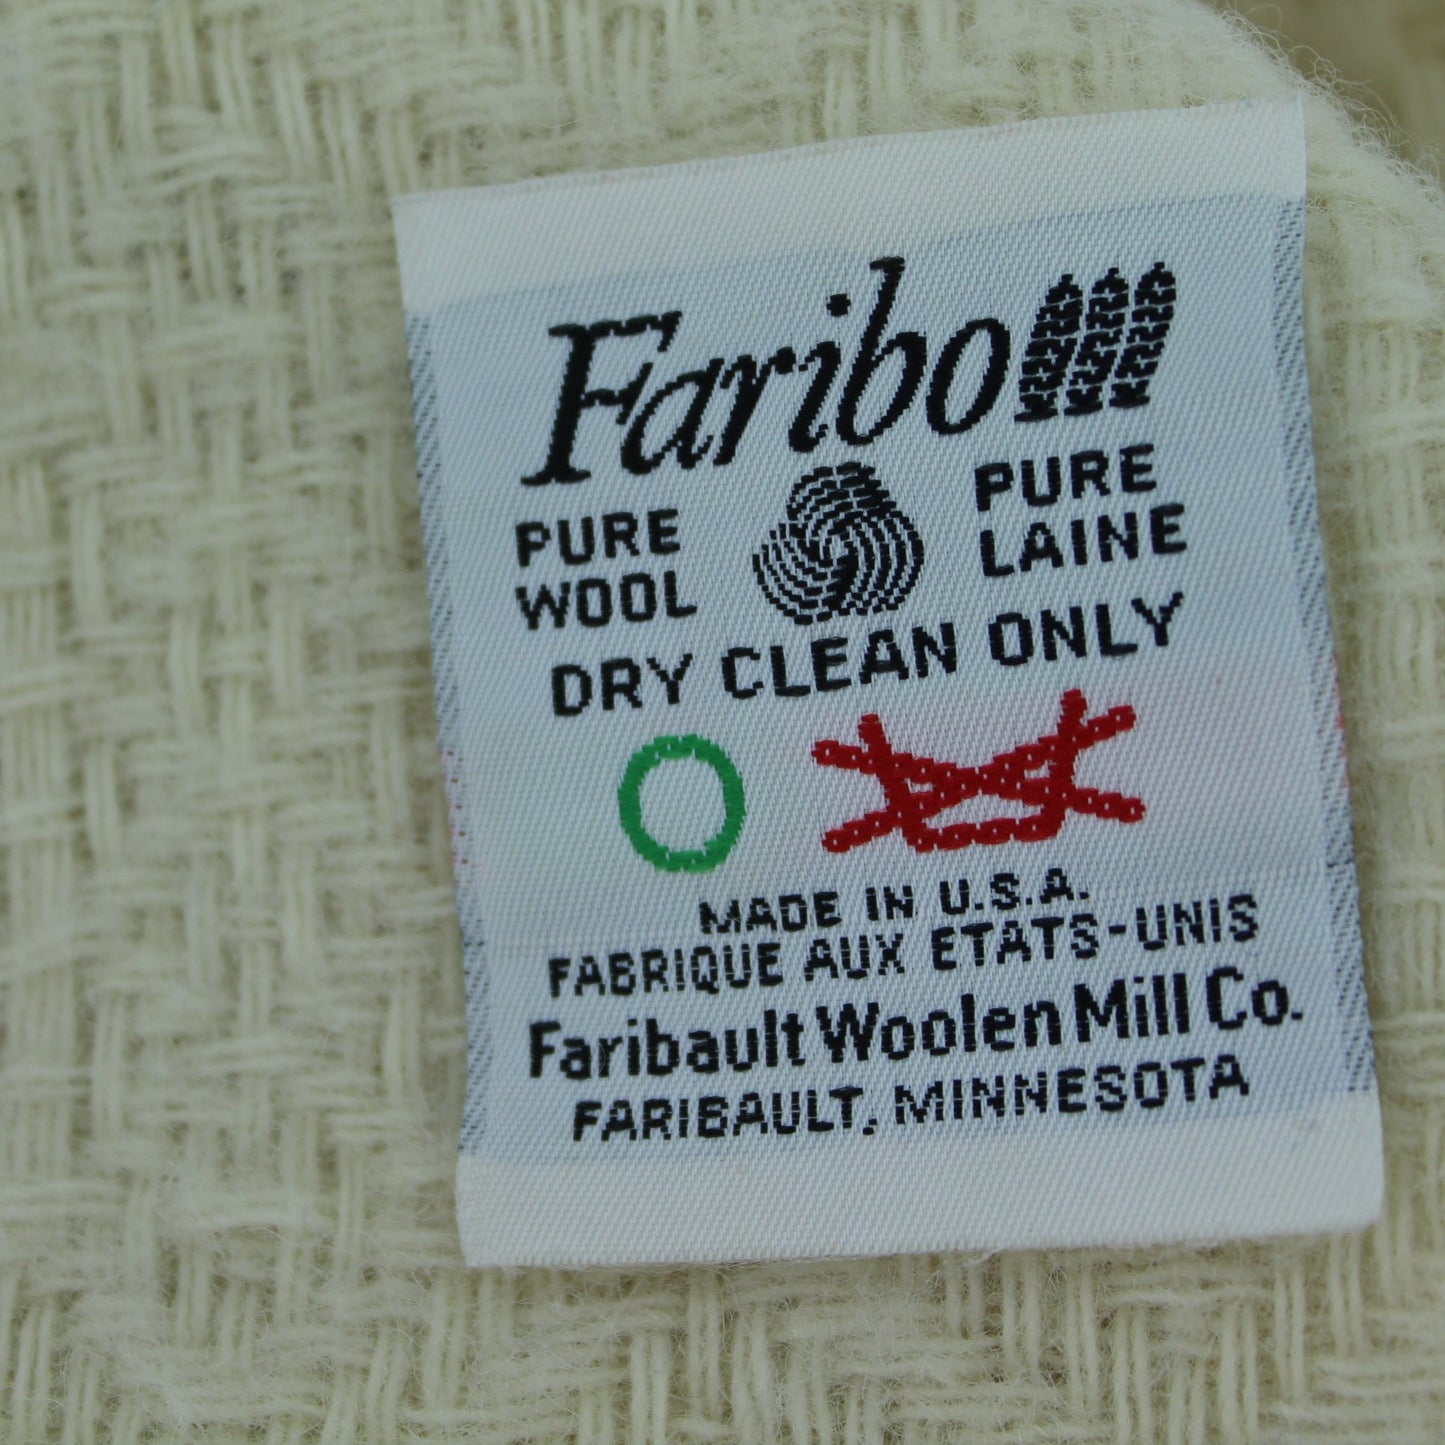 Faribo
PURE WOOL
PURE LAINE
DRY CLEAN ONLY
MADE IN U.S.A.
FABRIQUE AUX ETATS-UNIS
Faribault Woolen Mill Co.
FARIBAULT, MINNESOTA